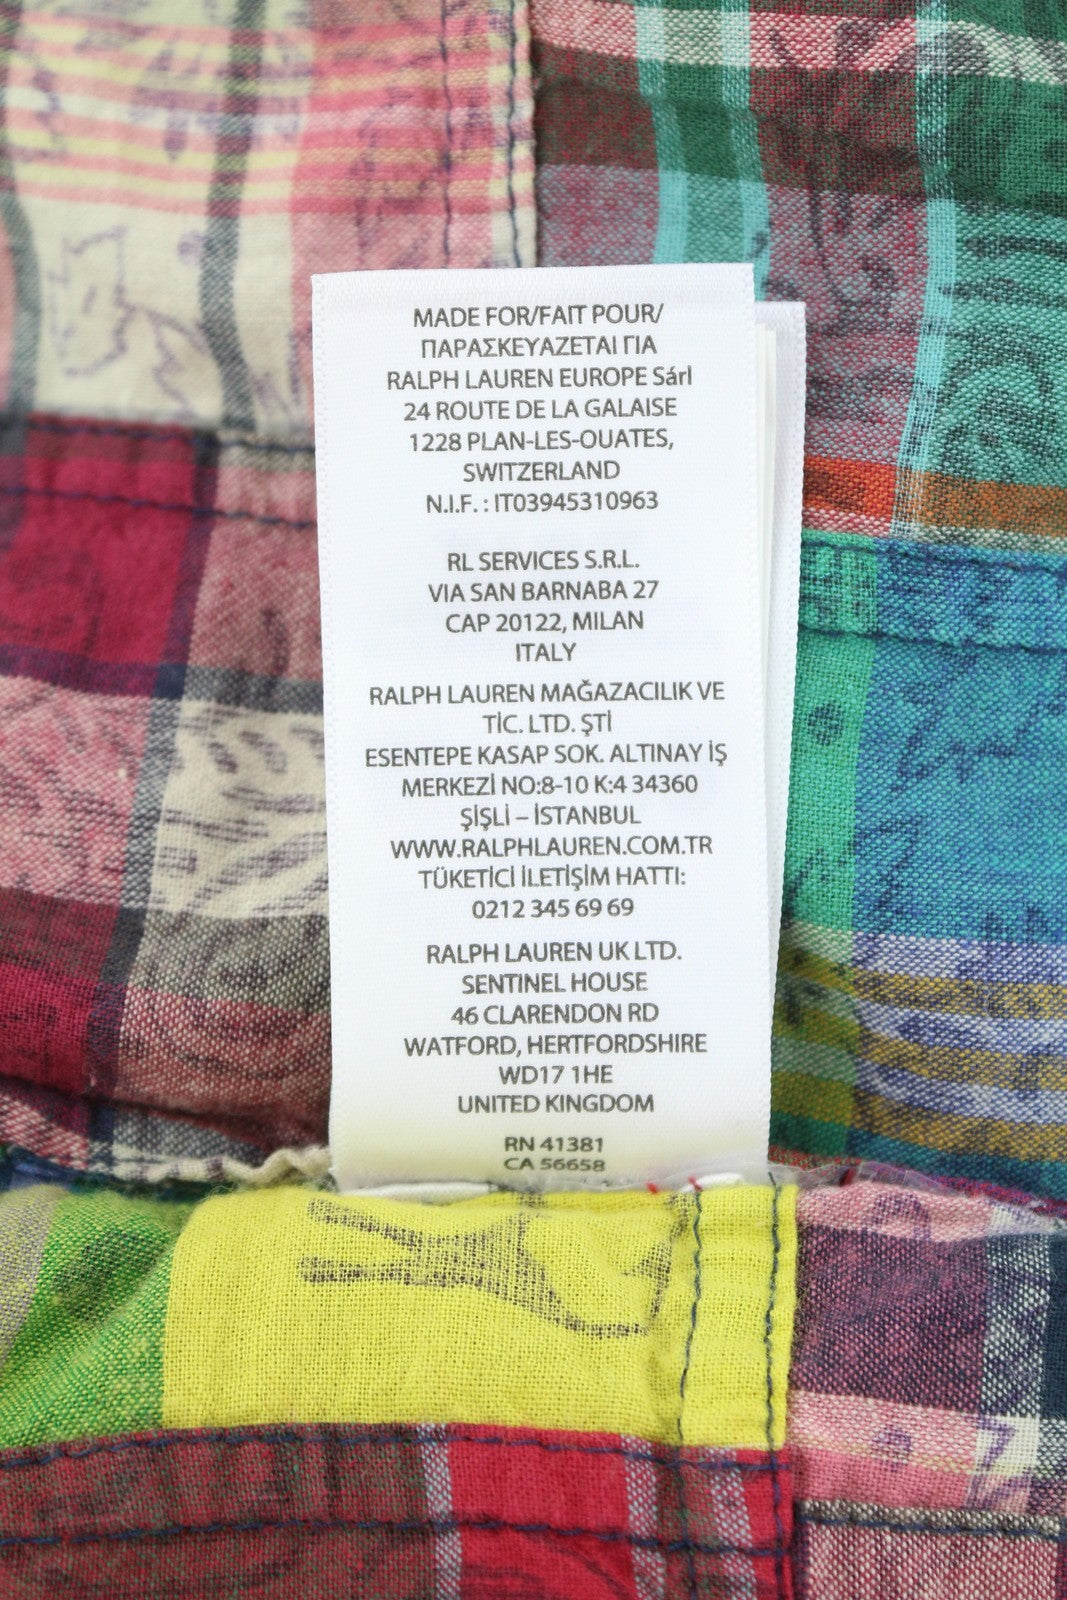 MADE FOR/FAIT POUR/
ΠΑΡΑΣΚΕΥΑΖΕΤΑΙ ΓΙΑ
RALPH LAUREN EUROPE Sárl
24 ROUTE DE LA GALAISE
1228 PLAN-LES-OUATES,
SWITZERLAND
N.I.F. : IT03945310963
RL SERVICES S.R.L.
VIA SAN BARNABA 27
CAP 20122, MILAN
ITALY
RALPH LAUREN MAĞAZACILIK VE
TİC. LTD. ŞTİ
ESENTEPE KASAP SOK. ALTINAY İŞ
MERKEZİ NO:8-10 K:4 34360
ŞİŞLİ – İSTANBUL
WWW.RALPHLAUREN.COM.TR
TÜKETİCİ İLETİŞİM HATTI:
0212 345 69 69
RALPH LAUREN UK LTD.
SENTINEL HOUSE
46 CLARENDON RD
WATFORD, HERTFORDSHIRE
WD17 1HE
UNITED KINGDOM
RN 41381
CA 56658